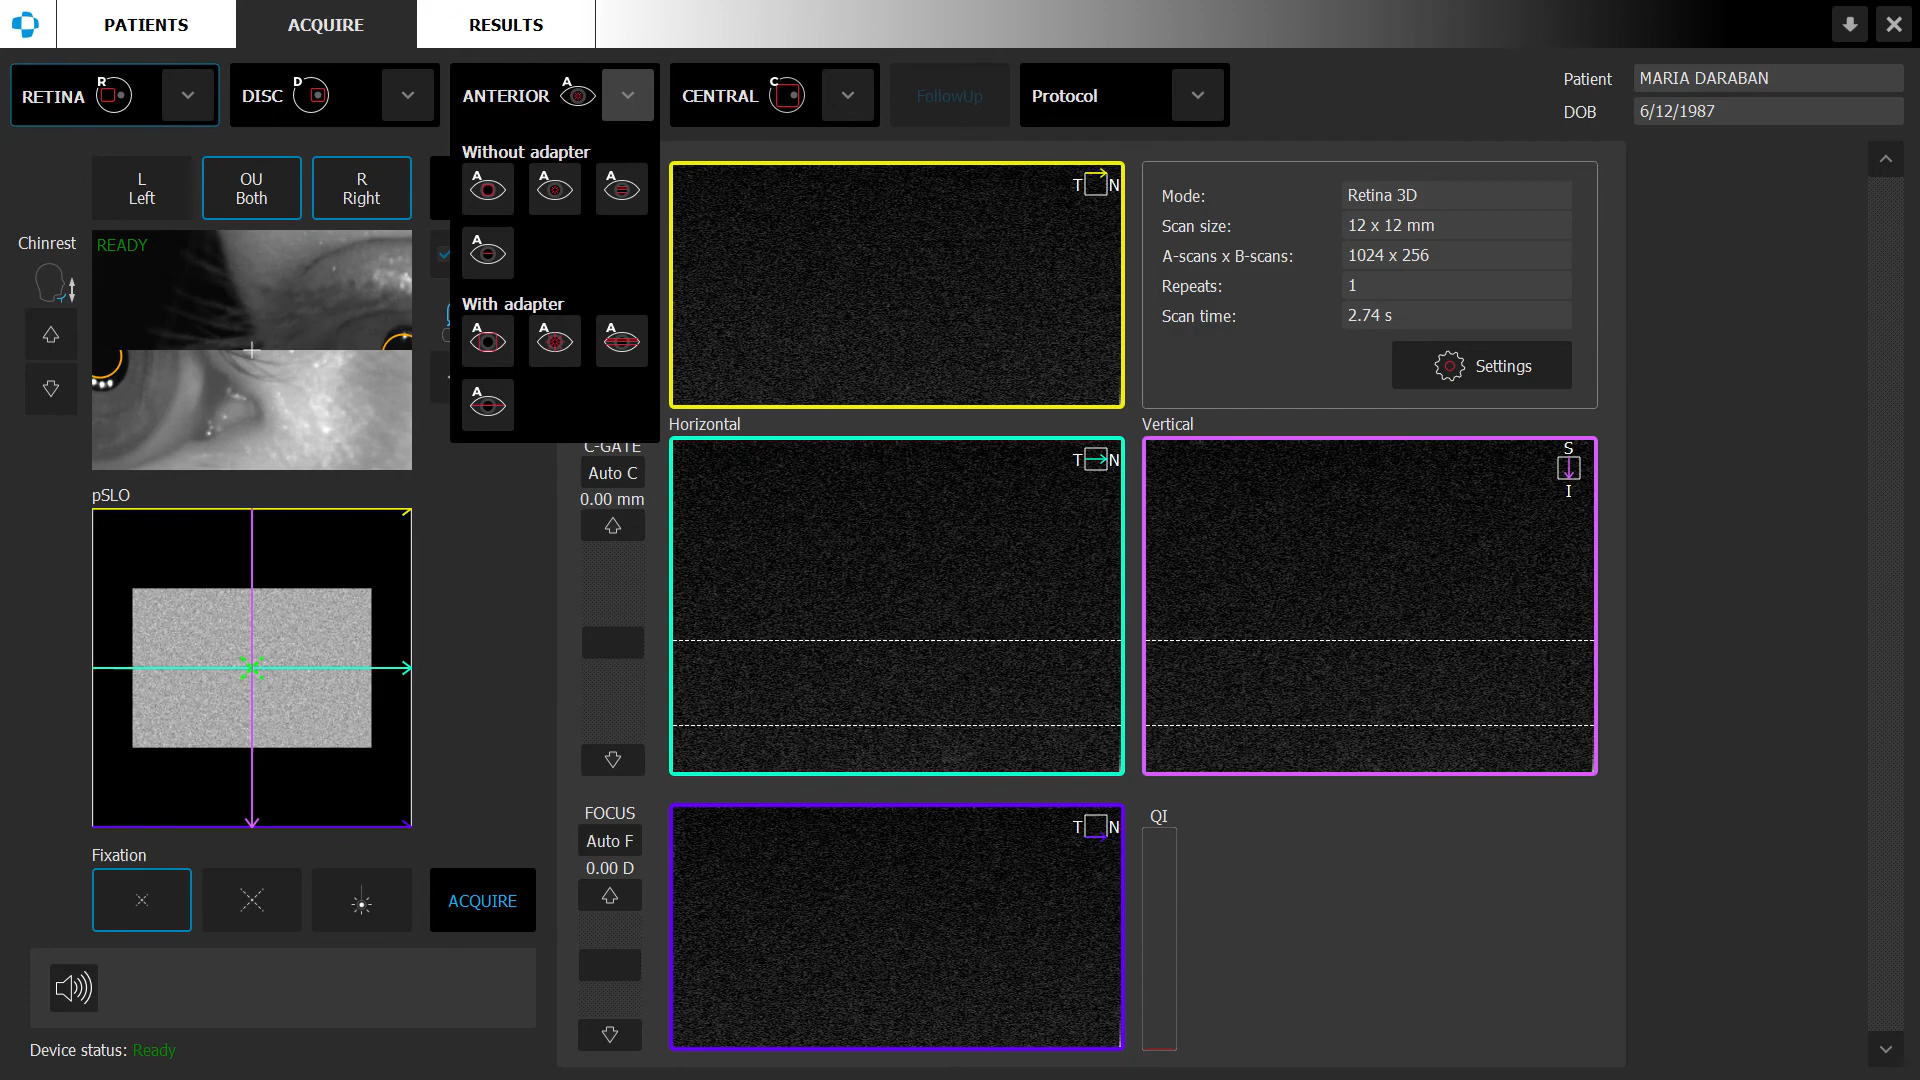 PATIENTS
ACQUIRE
RESULTS
RETINA R
DISC D
ANTERIOR A
CENTRAL C
FollowUp
Protocol
Patient MARIA DARABAN
DOB 6/12/1987
L
Left
OU
Both
R
Right
Without adapter
A A A
A
With adapter
A A A
A
Chinrest
READY
T N
Mode: Retina 3D
Scan size: 12 x 12 mm
A-scans x B-scans: 1024 x 256
Repeats: 1
Scan time: 2.74 s
Settings
Horizontal
Vertical
C-GATE
Auto C
0.00 mm
T N
S
I
pSLO
FOCUS
Auto F
0.00 D
T N
QI
Fixation
ACQUIRE
Device status: Ready